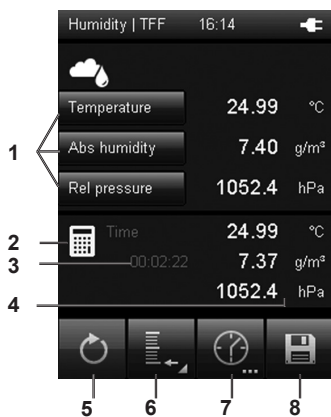 Humidity | TFF 16:14
Temperature 24.99 °C
1 Abs humidity 7.40 g/m³
Rel pressure 1052.4 hPa
2 Time 24.99 °C
3 00:02:22 7.37 g/m³
4 1052.4 hPa
5 6 7 8